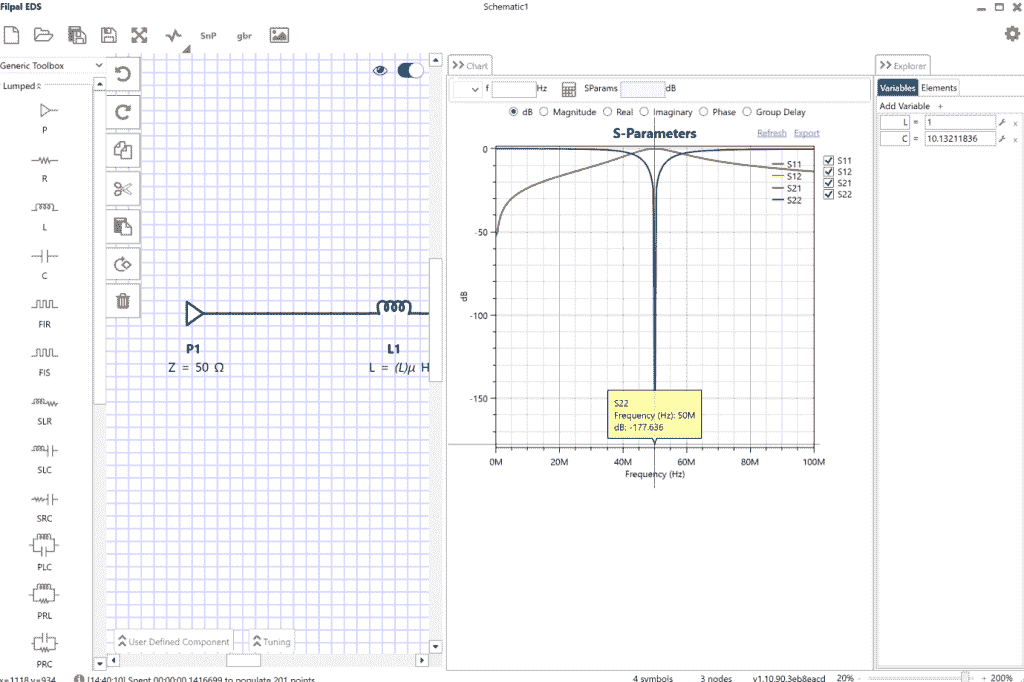 Filpal EDS
Schematic1
SnP
gbr
Generic Toolbox
Lumped
P
R
L
C
FIR
FIS
SLR
SLC
SRC
PLC
PRL
PRC
P1
Z = 50 Ω
L1
L = (L)μ H
User Defined Component
Tuning
Chart
f
Hz
SParams
dB
dB
Magnitude
Real
Imaginary
Phase
Group Delay
S-Parameters
Refresh
Export
S11
S12
S21
S22
S11
S12
S21
S22
0
-50
-100
-150
dB
S22
Frequency (Hz): 50M
dB: -177.636
0M
20M
40M
60M
80M
100M
Frequency (Hz)
Explorer
Variables
Elements
Add Variable +
L = 1 x
C = 10.13211836 x
x=1118 y=934
[14:40:10] Spent 00:00:00.1416699 to populate 201 points
4 symbols
3 nodes
v1.10.90.3eb8eacd
20%
-
+
200%